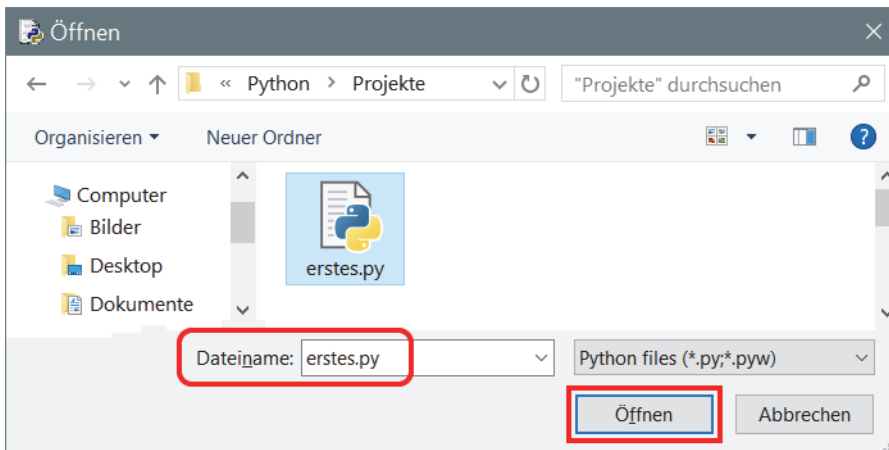 Öffnen
« Python > Projekte
"Projekte" durchsuchen
Organisieren
Neuer Ordner
?
Computer
Bilder
Desktop
Dokumente
erstes.py
Dateiname: erstes.py
Python files (*.py;*.pyw)
Öffnen
Abbrechen